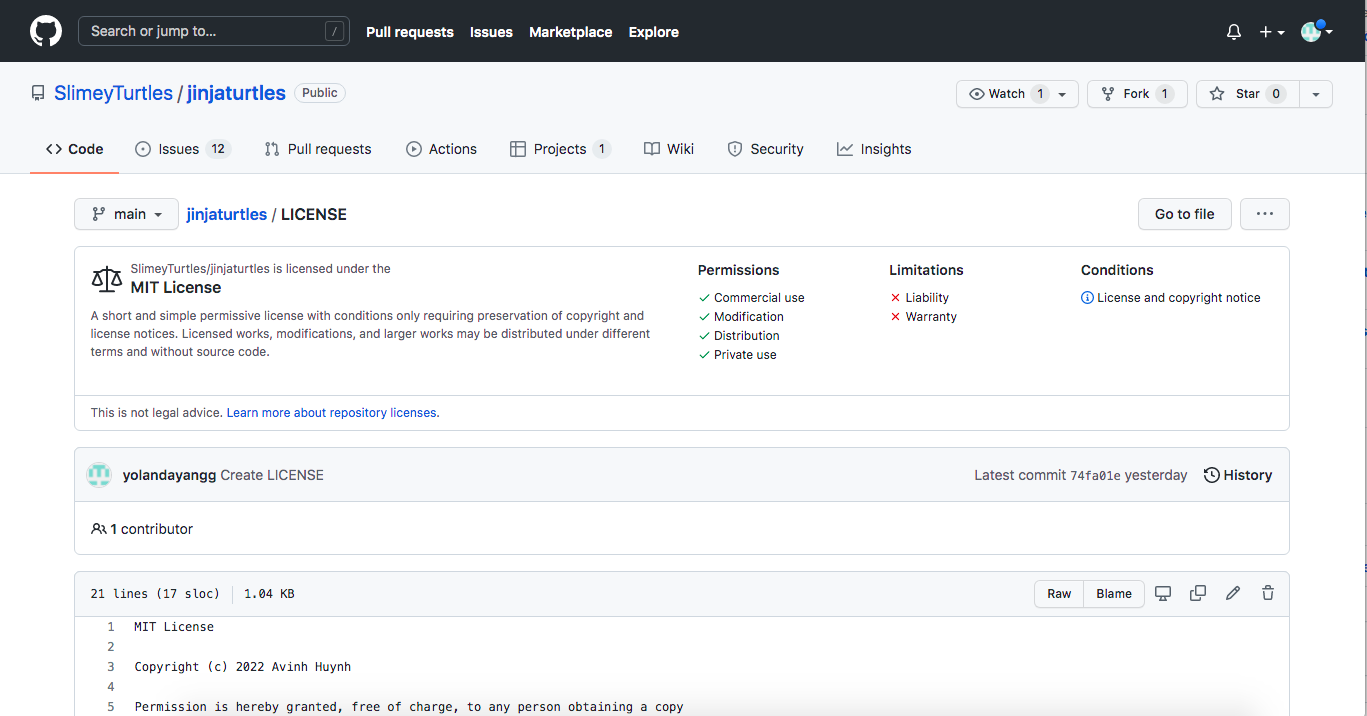 Search or jump to... /
Pull requests Issues Marketplace Explore
SlimeyTurtles / jinjaturtles Public
Watch 1 Fork 1 Star 0
Code Issues 12 Pull requests Actions Projects 1 Wiki Security Insights
main jinjaturtles / LICENSE Go to file ...
SlimeyTurtles/jinjaturtles is licensed under the
MIT License
A short and simple permissive license with conditions only requiring preservation of copyright and
license notices. Licensed works, modifications, and larger works may be distributed under different
terms and without source code.
Permissions
Commercial use
Modification
Distribution
Private use
Limitations
Liability
Warranty
Conditions
License and copyright notice
This is not legal advice. Learn more about repository licenses.
yolandayangg Create LICENSE Latest commit 74fa01e yesterday History
1 contributor
21 lines (17 sloc) 1.04 KB Raw Blame
1 MIT License
2
3 Copyright (c) 2022 Avinh Huynh
4
5 Permission is hereby granted, free of charge, to any person obtaining a copy